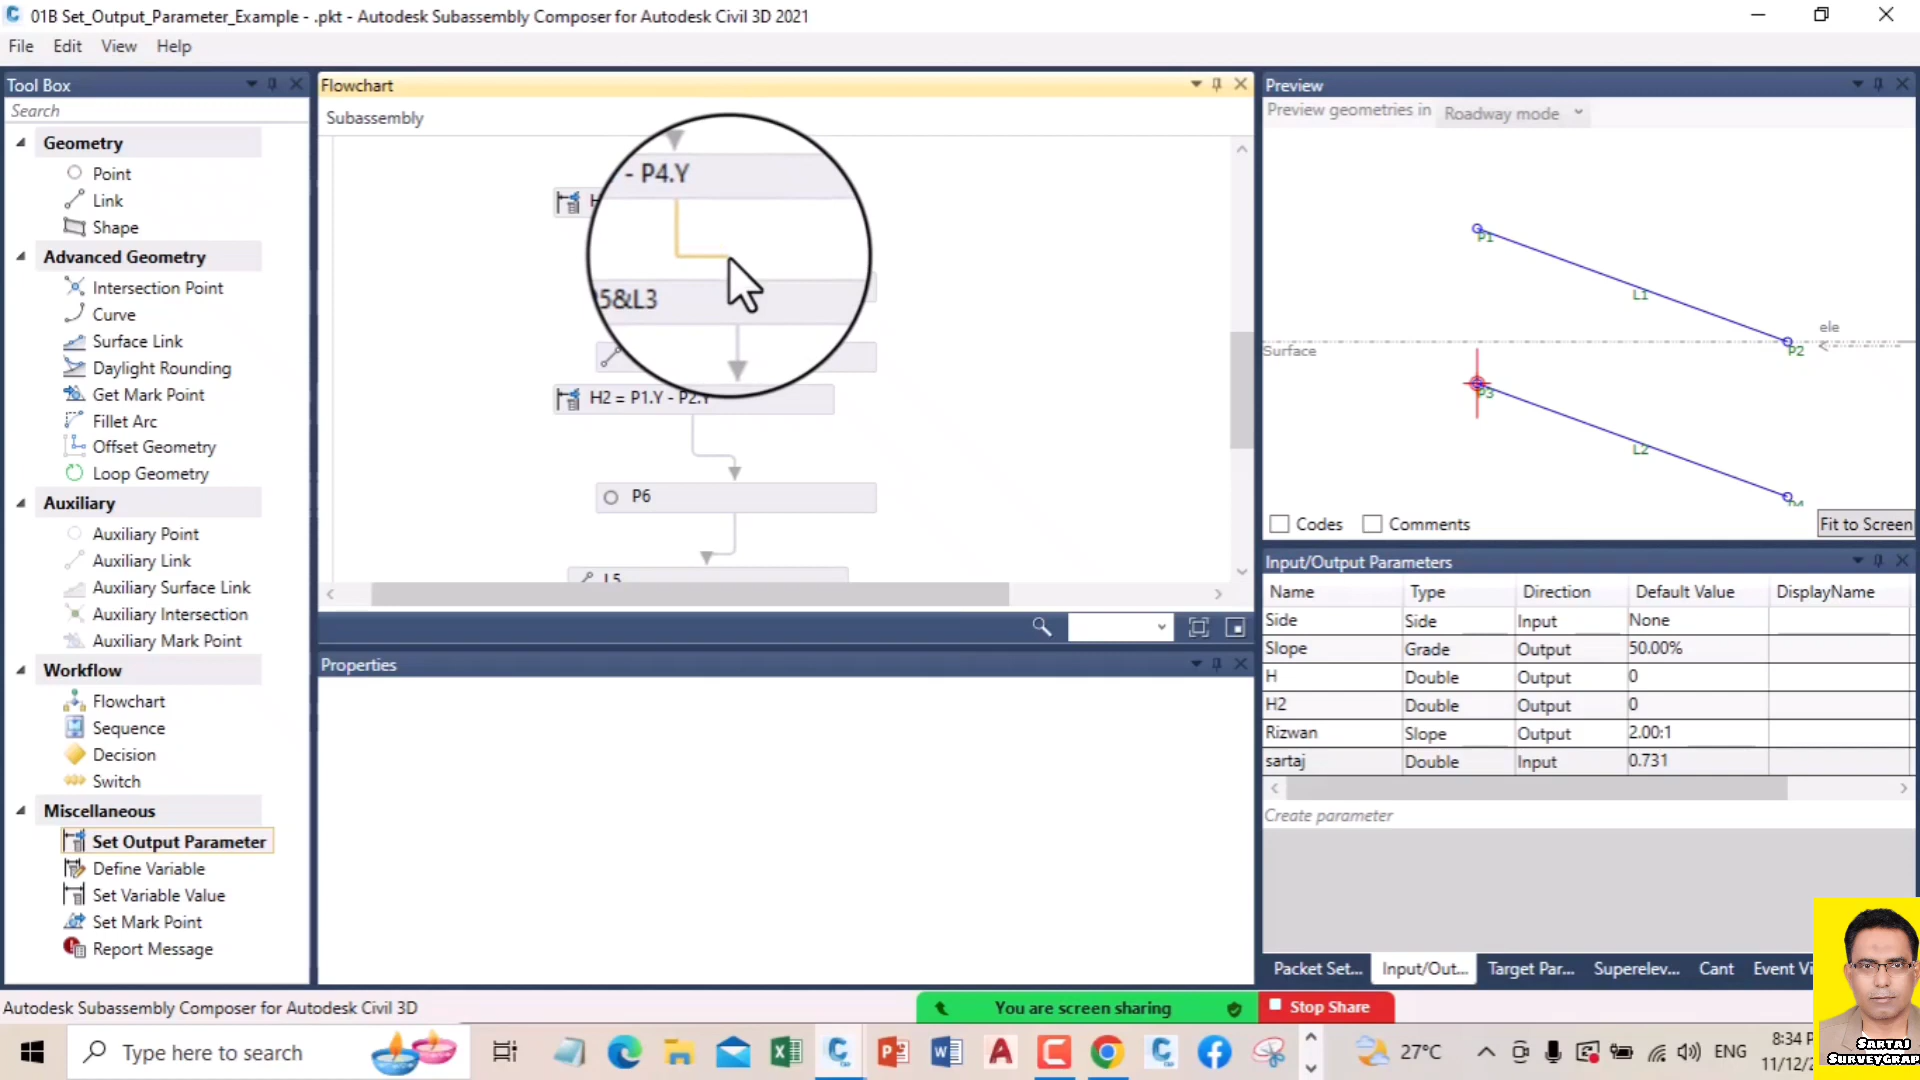 01B Set_Output_Parameter_Example - .pkt - Autodesk Subassembly Composer for Autodesk Civil 3D 2021
File Edit View Help
Tool Box
Search
Geometry
Point
Link
Shape
Advanced Geometry
Intersection Point
Curve
Surface Link
Daylight Rounding
Get Mark Point
Fillet Arc
Offset Geometry
Loop Geometry
Auxiliary
Auxiliary Point
Auxiliary Link
Auxiliary Surface Link
Auxiliary Intersection
Auxiliary Mark Point
Workflow
Flowchart
Sequence
Decision
Switch
Miscellaneous
Set Output Parameter
Define Variable
Set Variable Value
Set Mark Point
Report Message
Flowchart
Subassembly
- P4.Y
H
5&L3
H2 = P1.Y - P2.Y
P6
L5
Properties
Preview
Preview geometries in Roadway mode
P1
L1
ele
P2
Surface
P3
L2
P4
Codes Comments Fit to Screen
Input/Output Parameters
Name Type Direction Default Value DisplayName
Side Side Input None
Slope Grade Output 50.00%
H Double Output 0
H2 Double Output 0
Rizwan Slope Output 2.00:1
sartaj Double Input 0.731
Create parameter
Packet Set... Input/Out... Target Par... Superelev... Cant Event Vi
Autodesk Subassembly Composer for Autodesk Civil 3D
You are screen sharing Stop Share
Type here to search
27°C ENG
8:34 P
11/12/2
SARTAJ
SURVEYGRAP